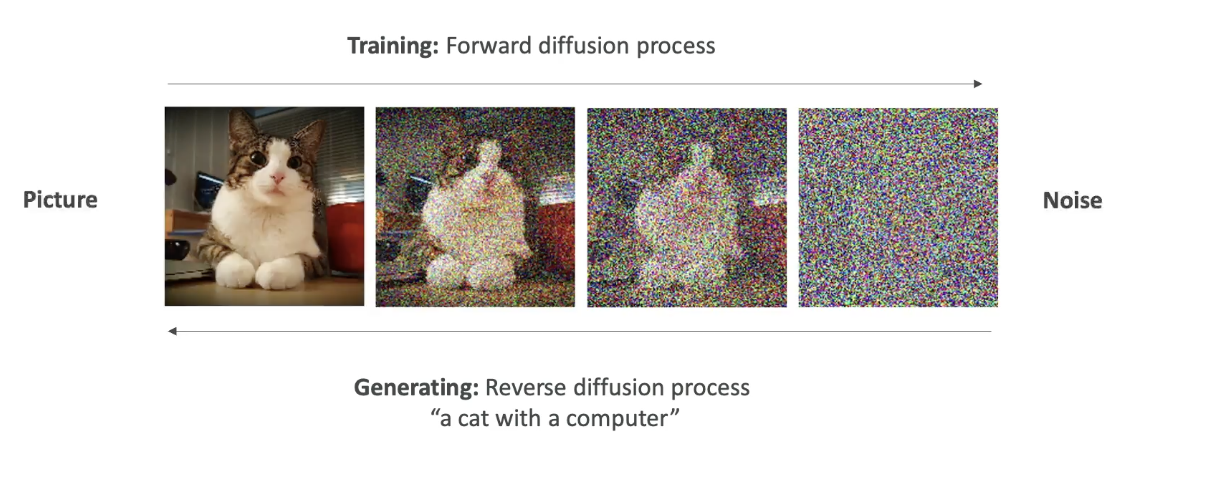 Training: Forward diffusion process
Picture
Noise
Generating: Reverse diffusion process
“a cat with a computer”